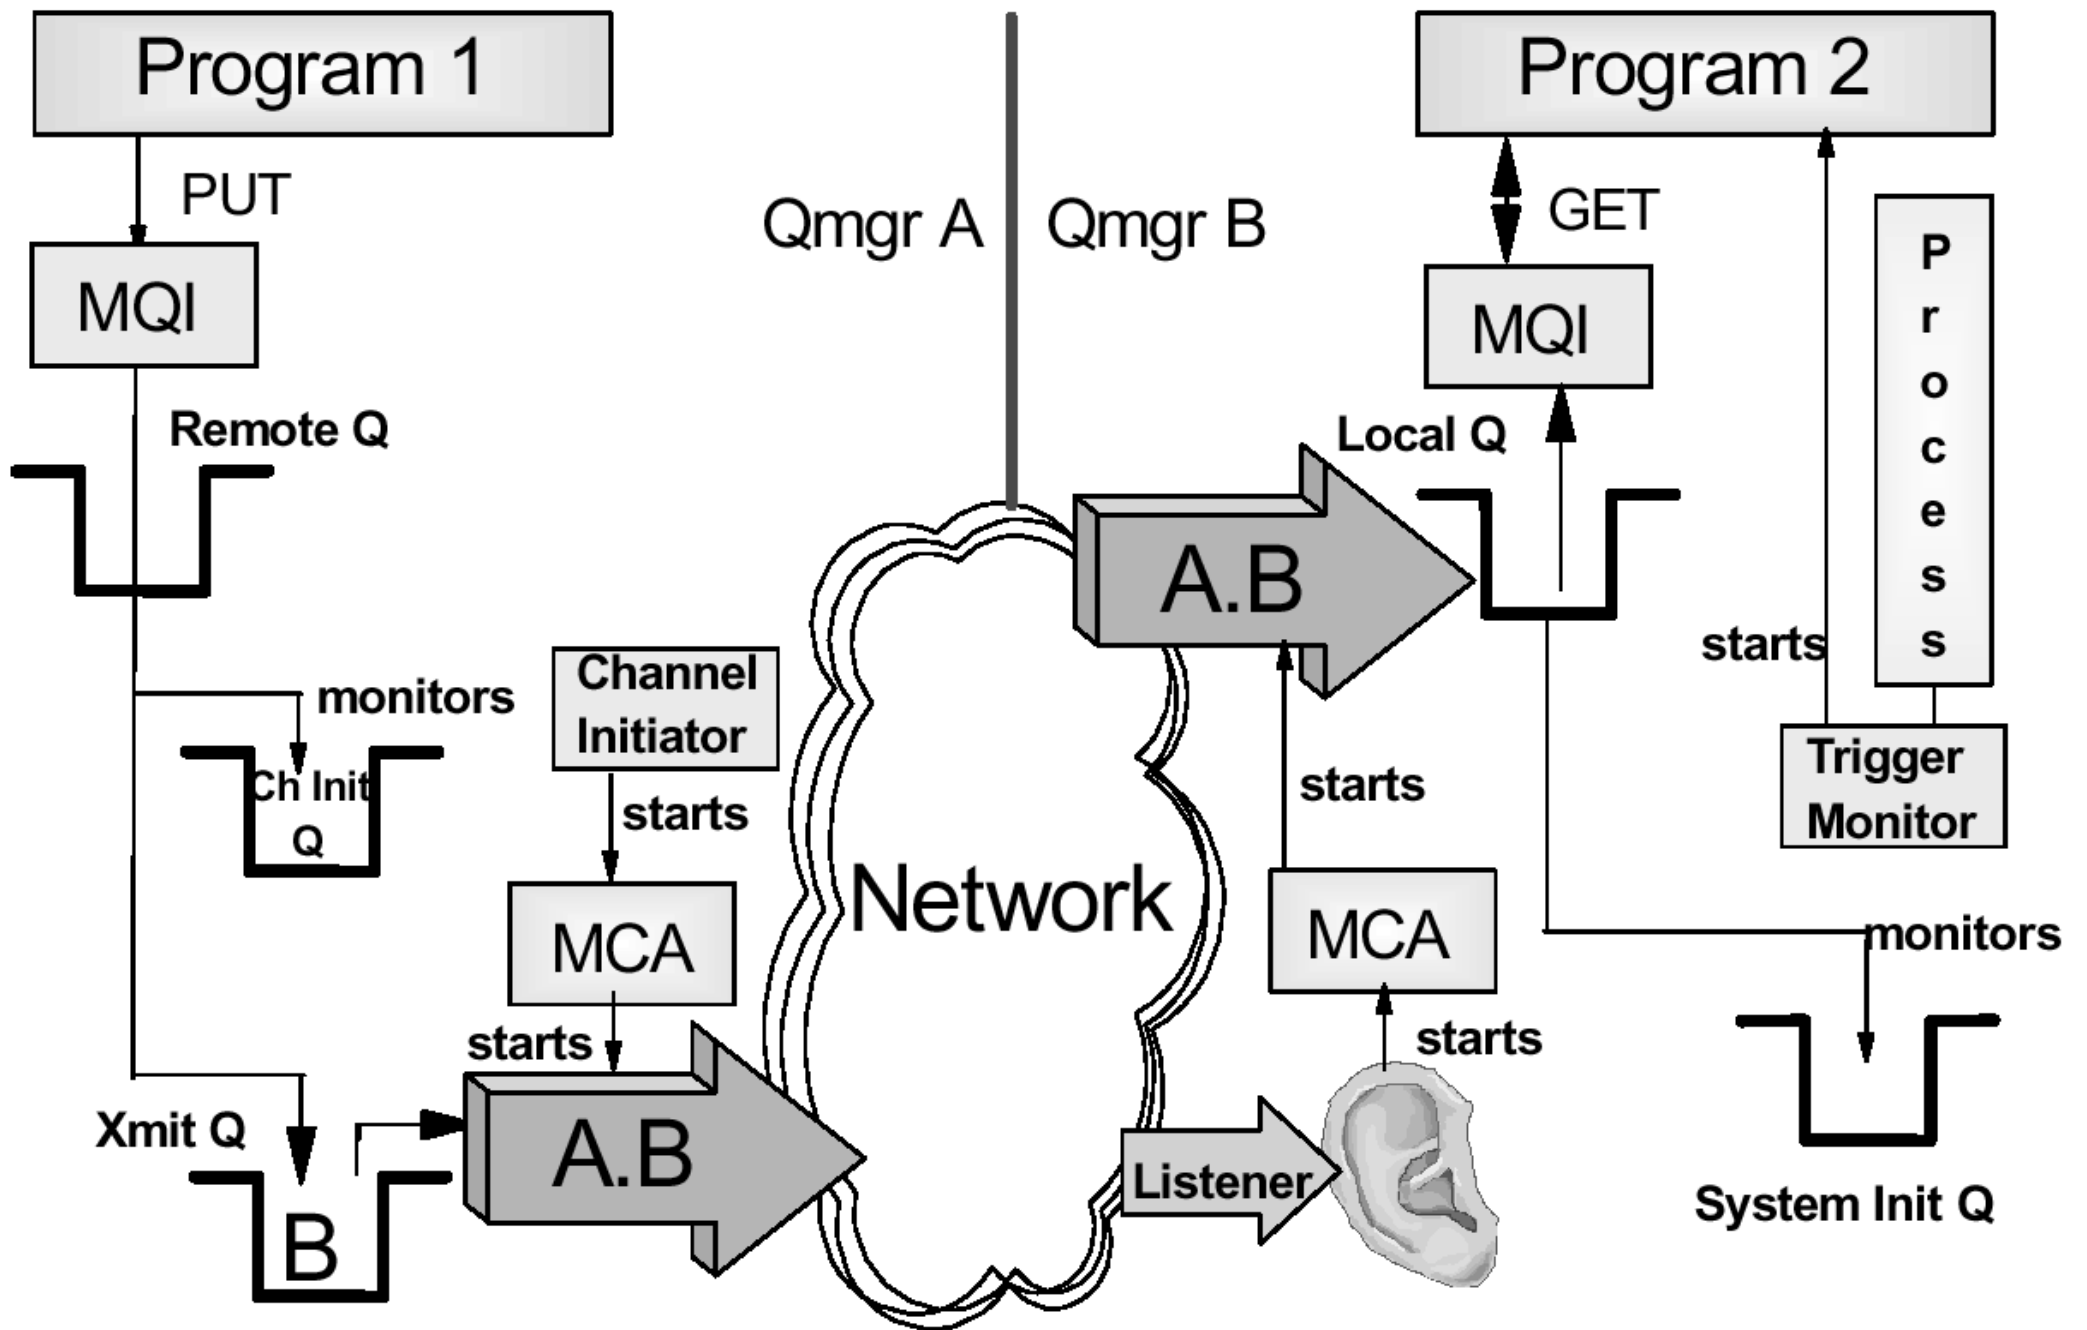 Program 1
PUT
MQI
Remote Q
monitors
Ch Init
Q
Channel
Initiator
starts
MCA
starts
Xmit Q
B
A.B
Qmgr A
Qmgr B
Network
A.B
Listener
starts
MCA
starts
Program 2
GET
MQI
Local Q
starts
P
r
o
c
e
s
s
Trigger
Monitor
monitors
System Init Q